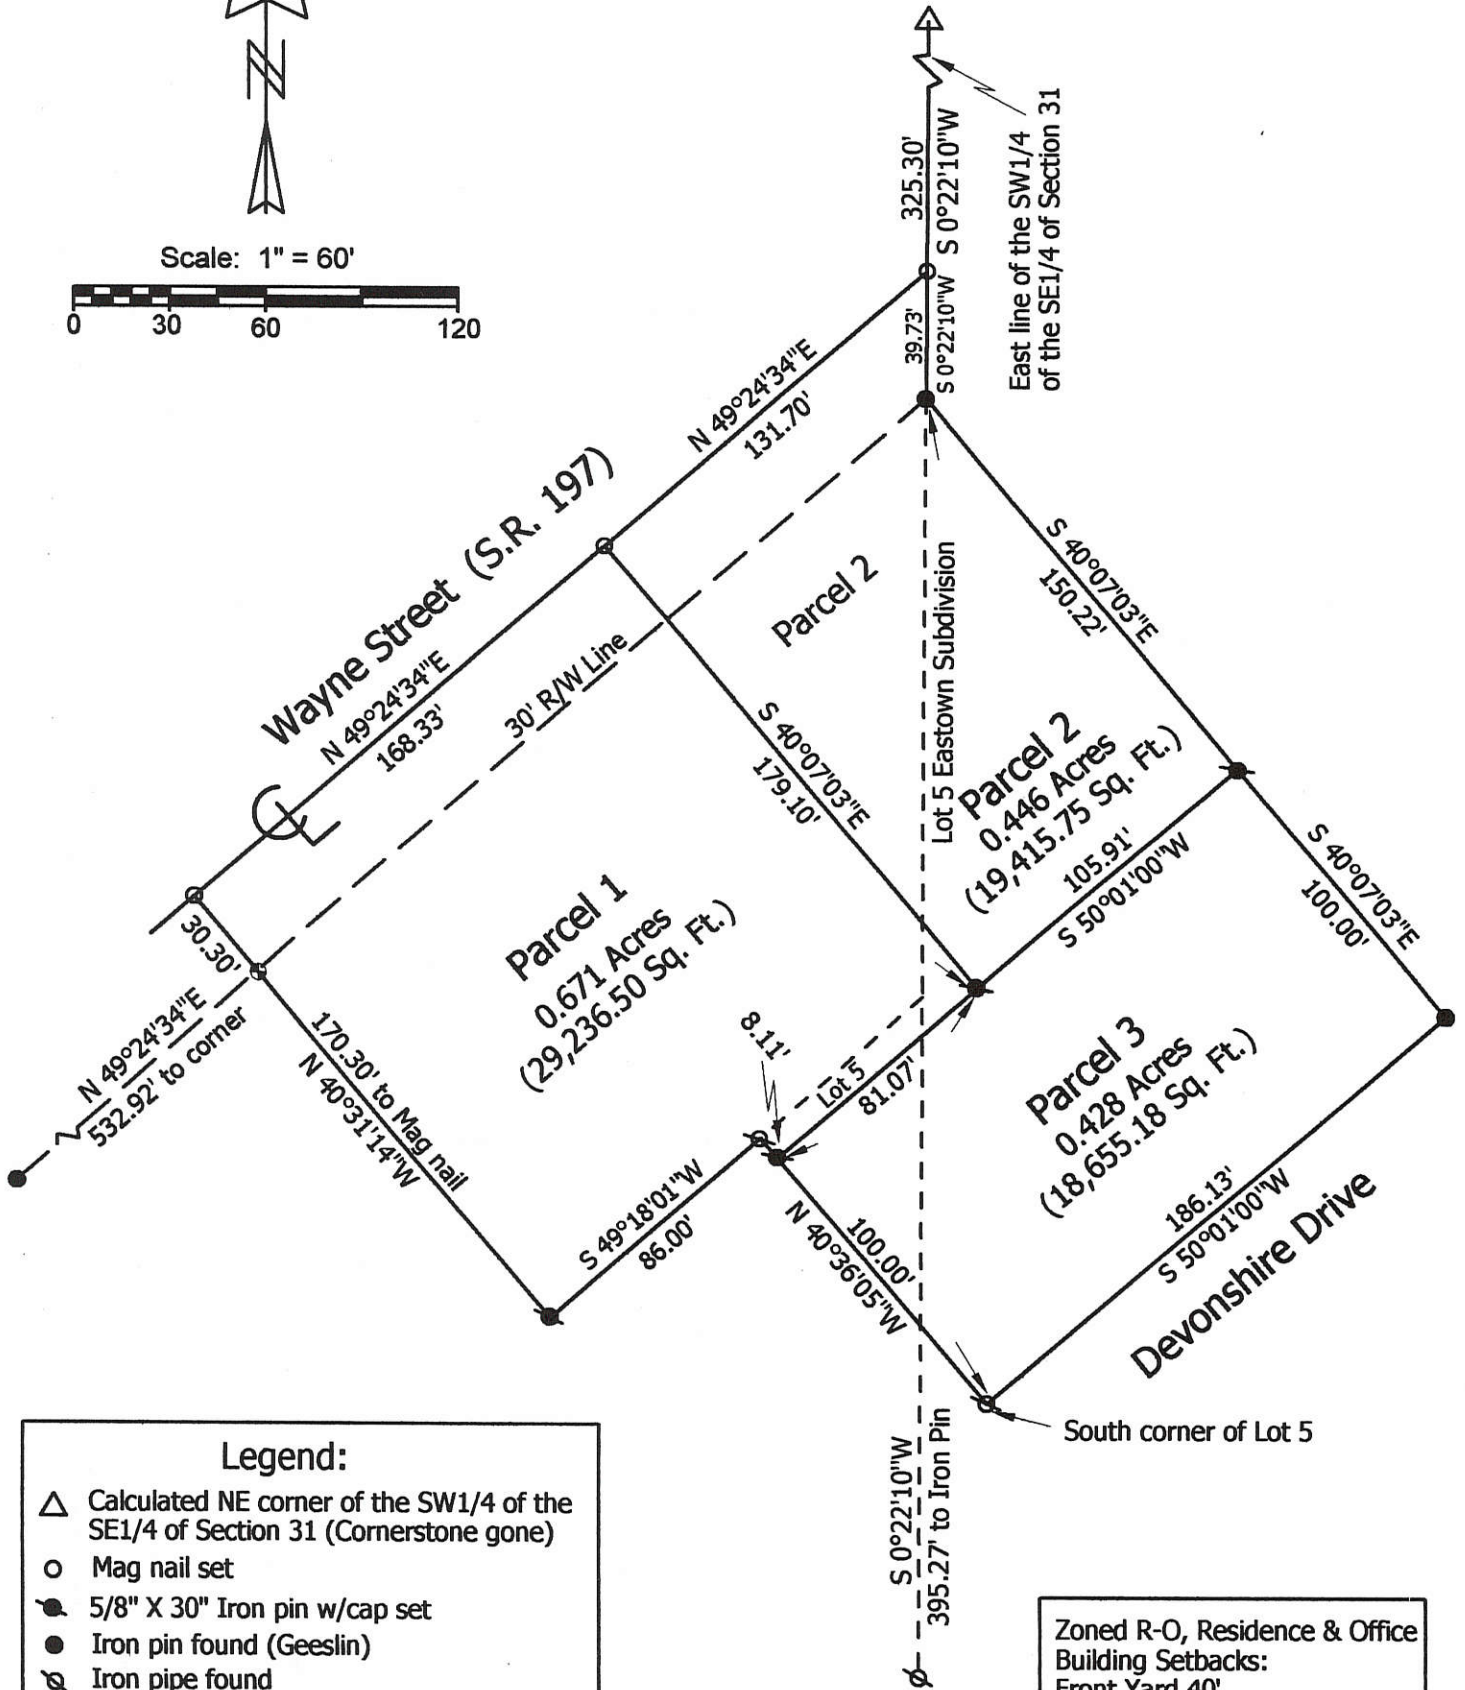 N
Scale: 1" = 60'
0 30 60 120
325.30'
S 0°22'10"W
East line of the SW1/4
of the SE1/4 of Section 31
39.73'
S 0°22'10"W
N 49°24'34"E
131.70'
Wayne Street (S.R. 197)
N 49°24'34"E
168.33'
30' R/W Line
Parcel 2
Lot 5 Eastown Subdivision
S 40°07'03"E
150.22'
S 40°07'03"E
179.10'
Parcel 2
0.446 Acres
(19,415.75 Sq. Ft.)
105.91'
S 50°01'00"W
S 40°07'03"E
100.00'
30.30'
N 49°24'34"E
532.92' to corner
Parcel 1
0.671 Acres
(29,236.50 Sq. Ft.)
170.30' to Mag nail
N 40°31'14"W
8.11'
Lot 5
81.07'
Parcel 3
0.428 Acres
(18,655.18 Sq. Ft.)
S 49°18'01"W
86.00'
100.00'
N 40°36'05"W
186.13'
S 50°01'00"W
Devonshire Drive
South corner of Lot 5
S 0°22'10"W
395.27' to Iron Pin
Legend:
Calculated NE corner of the SW1/4 of the
SE1/4 of Section 31 (Cornerstone gone)
Mag nail set
5/8" X 30" Iron pin w/cap set
Iron pin found (Geeslin)
Iron pipe found
Zoned R-O, Residence & Office
Building Setbacks:
Front Yard 40'